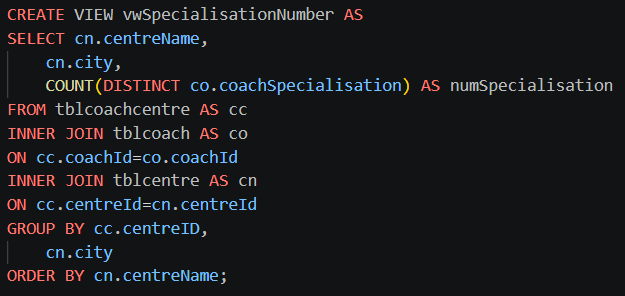 CREATE VIEW vwSpecialisationNumber AS
SELECT cn.centreName,
    cn.city,
    COUNT(DISTINCT co.coachSpecialisation) AS numSpecialisation
FROM tblcoachcentre AS cc
INNER JOIN tblcoach AS co
ON cc.coachId=co.coachId
INNER JOIN tblcentre AS cn
ON cc.centreId=cn.centreId
GROUP BY cc.centreID,
    cn.city
ORDER BY cn.centreName;